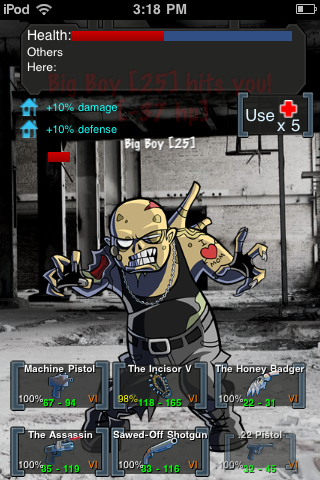 iPod 3:18 PM
Health:
Others
Here:
Big Boy [25] hits you!
+10% damage
+10% defense
Use
x 5
Big Boy [25]
Machine Pistol
The Incisor V
The Honey Badger
100% 67 - 94 VI
98% 118 - 165 VI
100% 22 - 31 VI
The Assassin
Sawed-Off Shotgun
.22 Pistol
100% 85 - 119 VI
100% 83 - 116 VI
100% 32 - 45 VI